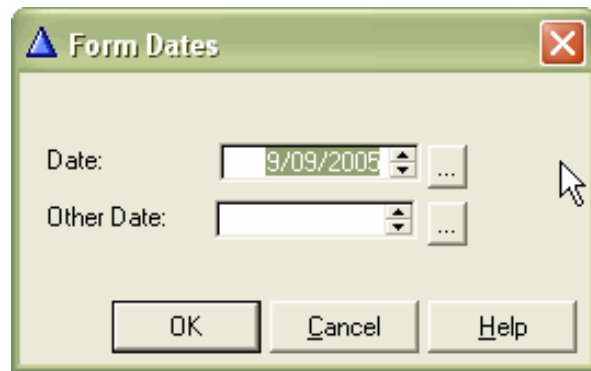 Form Dates
Date: 9/09/2005 ...
Other Date: ...
OK Cancel Help